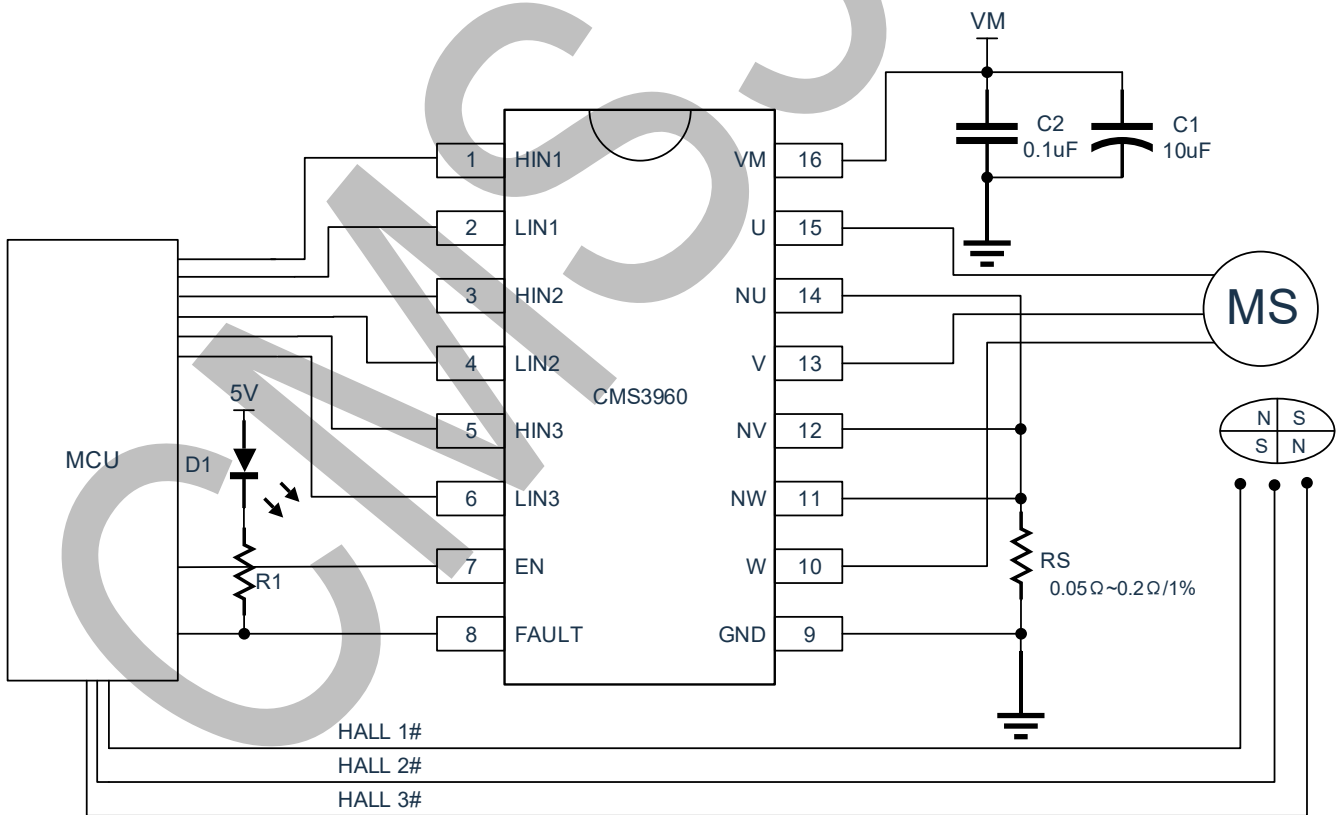 VM
C2
0.1uF
C1
10uF
1 HIN1
VM 16
2 LIN1
U 15
3 HIN2
NU 14
4 LIN2
V 13
MS
CMS3960
5V
5 HIN3
NV 12
N S
S N
MCU
D1
6 LIN3
NW 11
7 EN
W 10
R1
RS
0.05Ω~0.2Ω/1%
8 FAULT
GND 9
HALL 1#
HALL 2#
HALL 3#
CMS